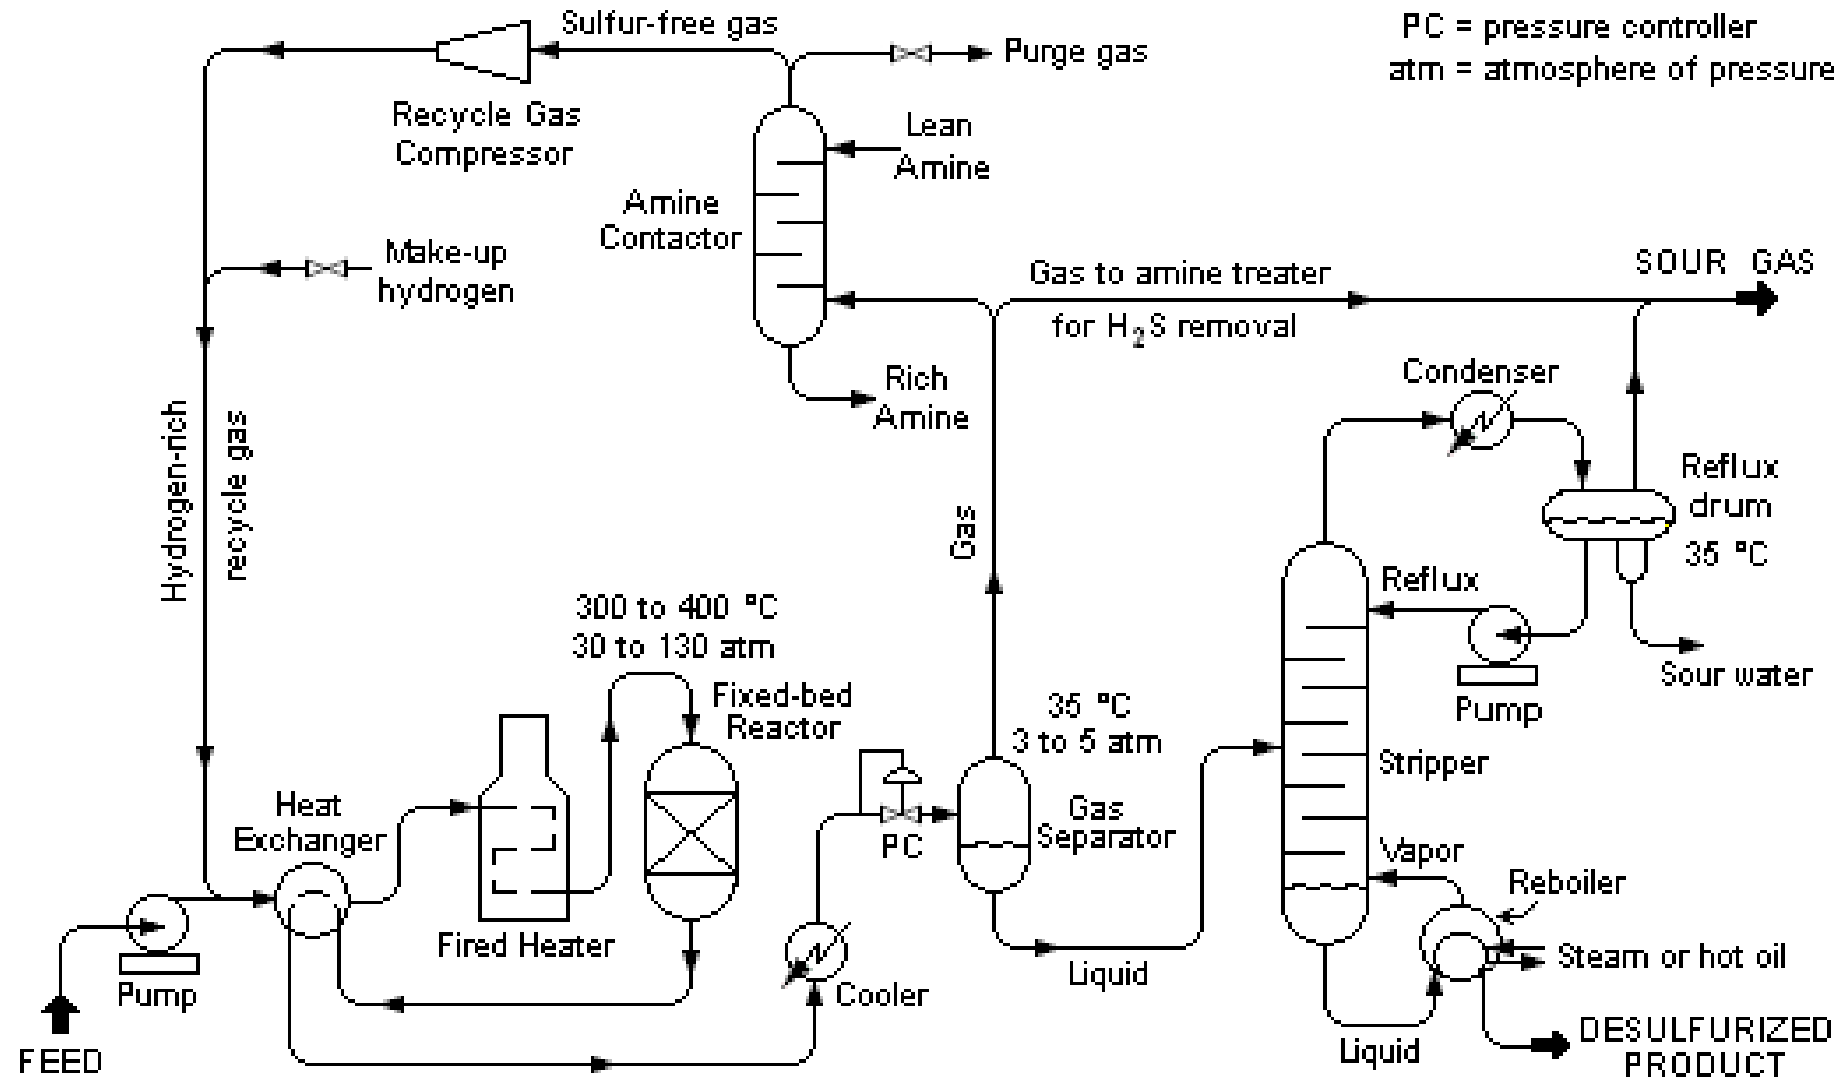 Sulfur-free gas
PC = pressure controller
atm = atmosphere of pressure
Purge gas
Recycle Gas
Compressor
Lean
Amine
Amine
Contactor
Make-up
hydrogen
Gas to amine treater
for H2S removal
SOUR GAS
Rich
Amine
Condenser
Hydrogen-rich
recycle gas
Gas
Reflux
drum
35 °C
Reflux
Sour water
Pump
300 to 400 °C
30 to 130 atm
Fixed-bed
Reactor
35 °C
3 to 5 atm
Stripper
Heat
Exchanger
Gas
Separator
PC
Vapor
Reboiler
Fired Heater
Steam or hot oil
Liquid
Pump
Cooler
FEED
Liquid
DESULFURIZED
PRODUCT